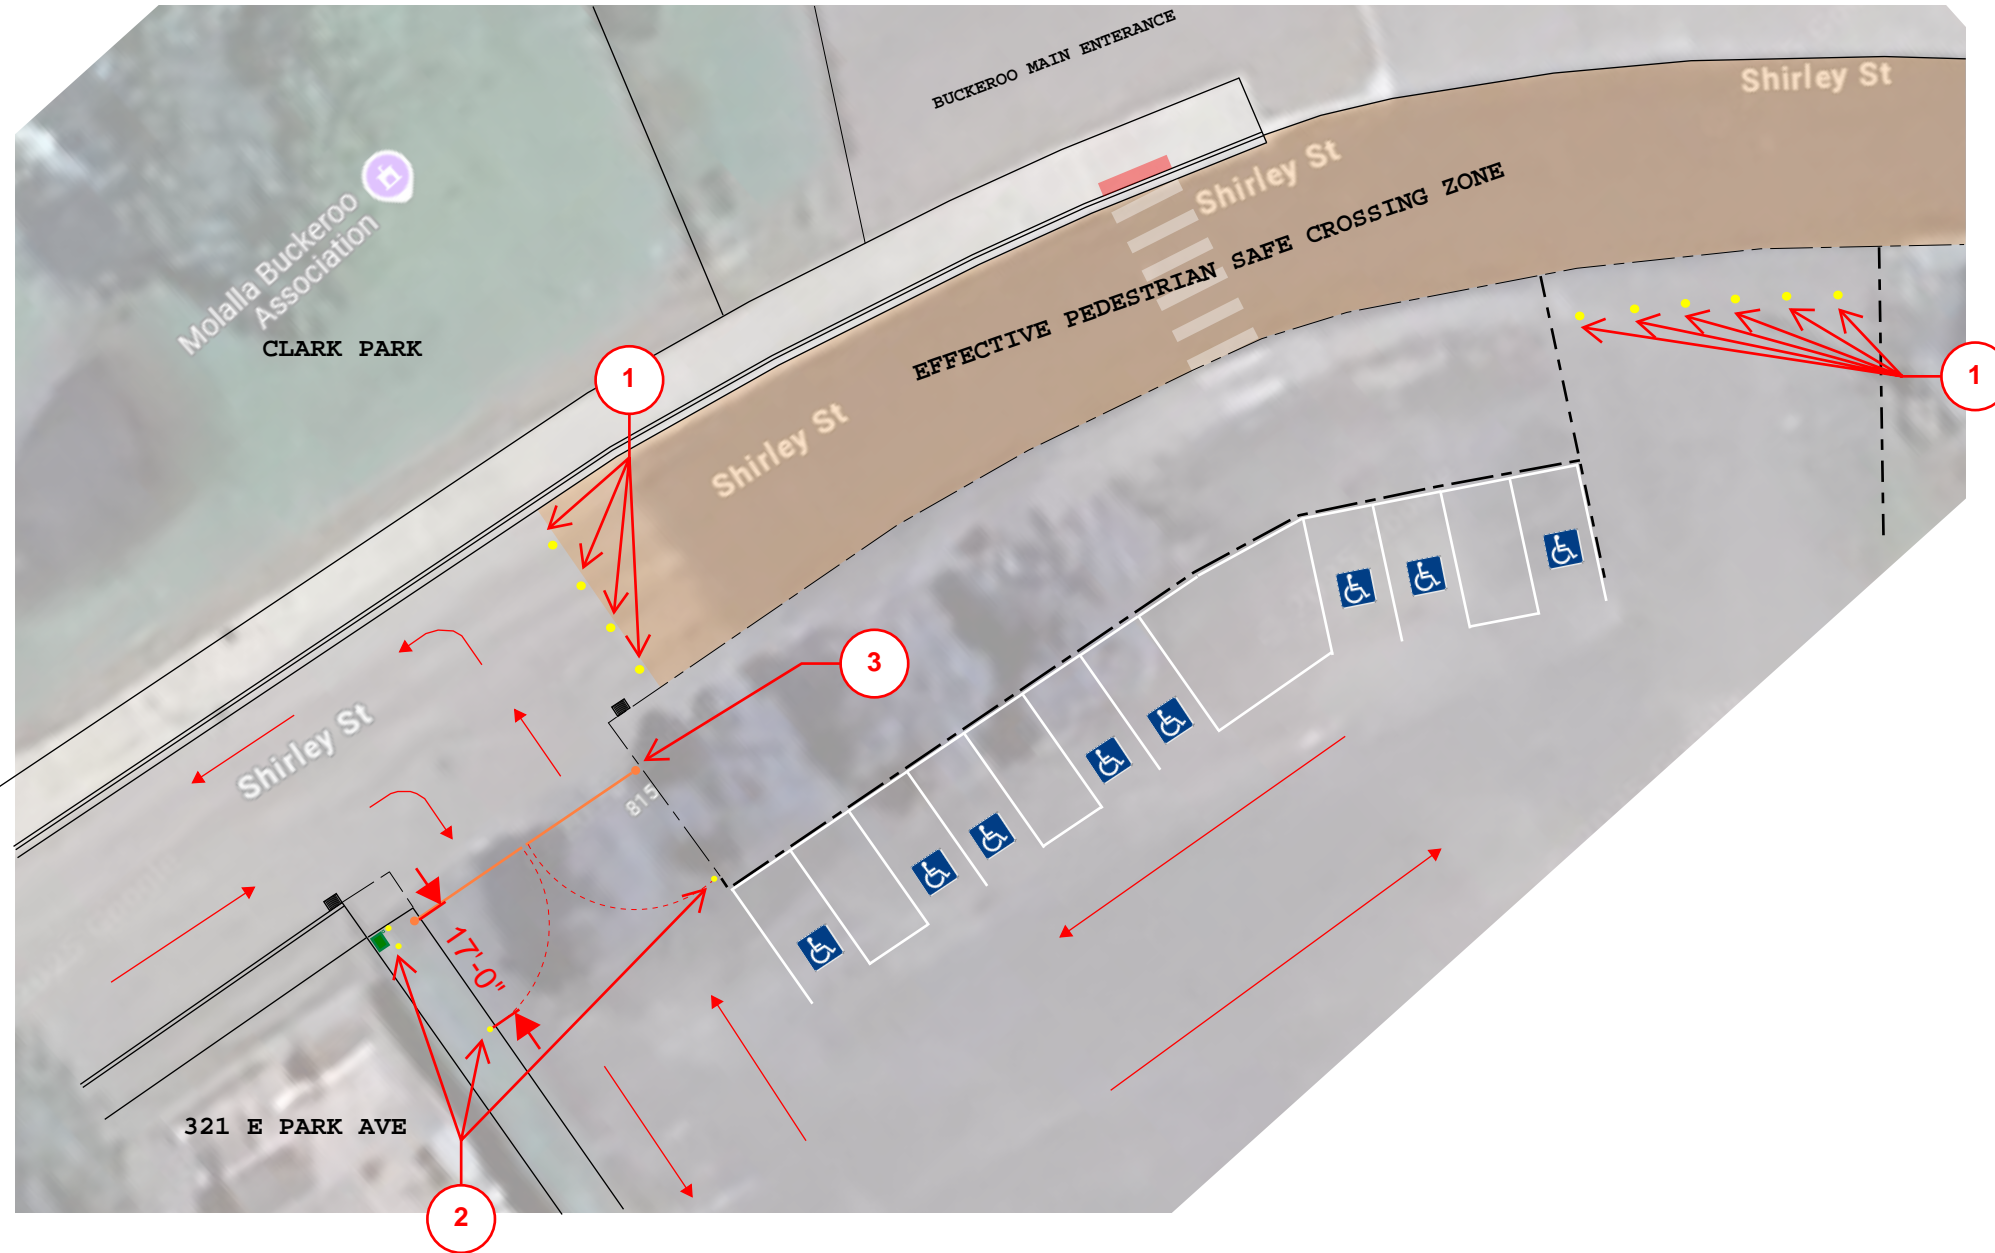 BUCKEROO MAIN ENTERANCE
Shirley St
Molalla Buckeroo
Association
Shirley St
EFFECTIVE PEDESTRIAN SAFE CROSSING ZONE
CLARK PARK
1
1
Shirley St
3
Shirley St
815
17'-0"
321 E PARK AVE
2